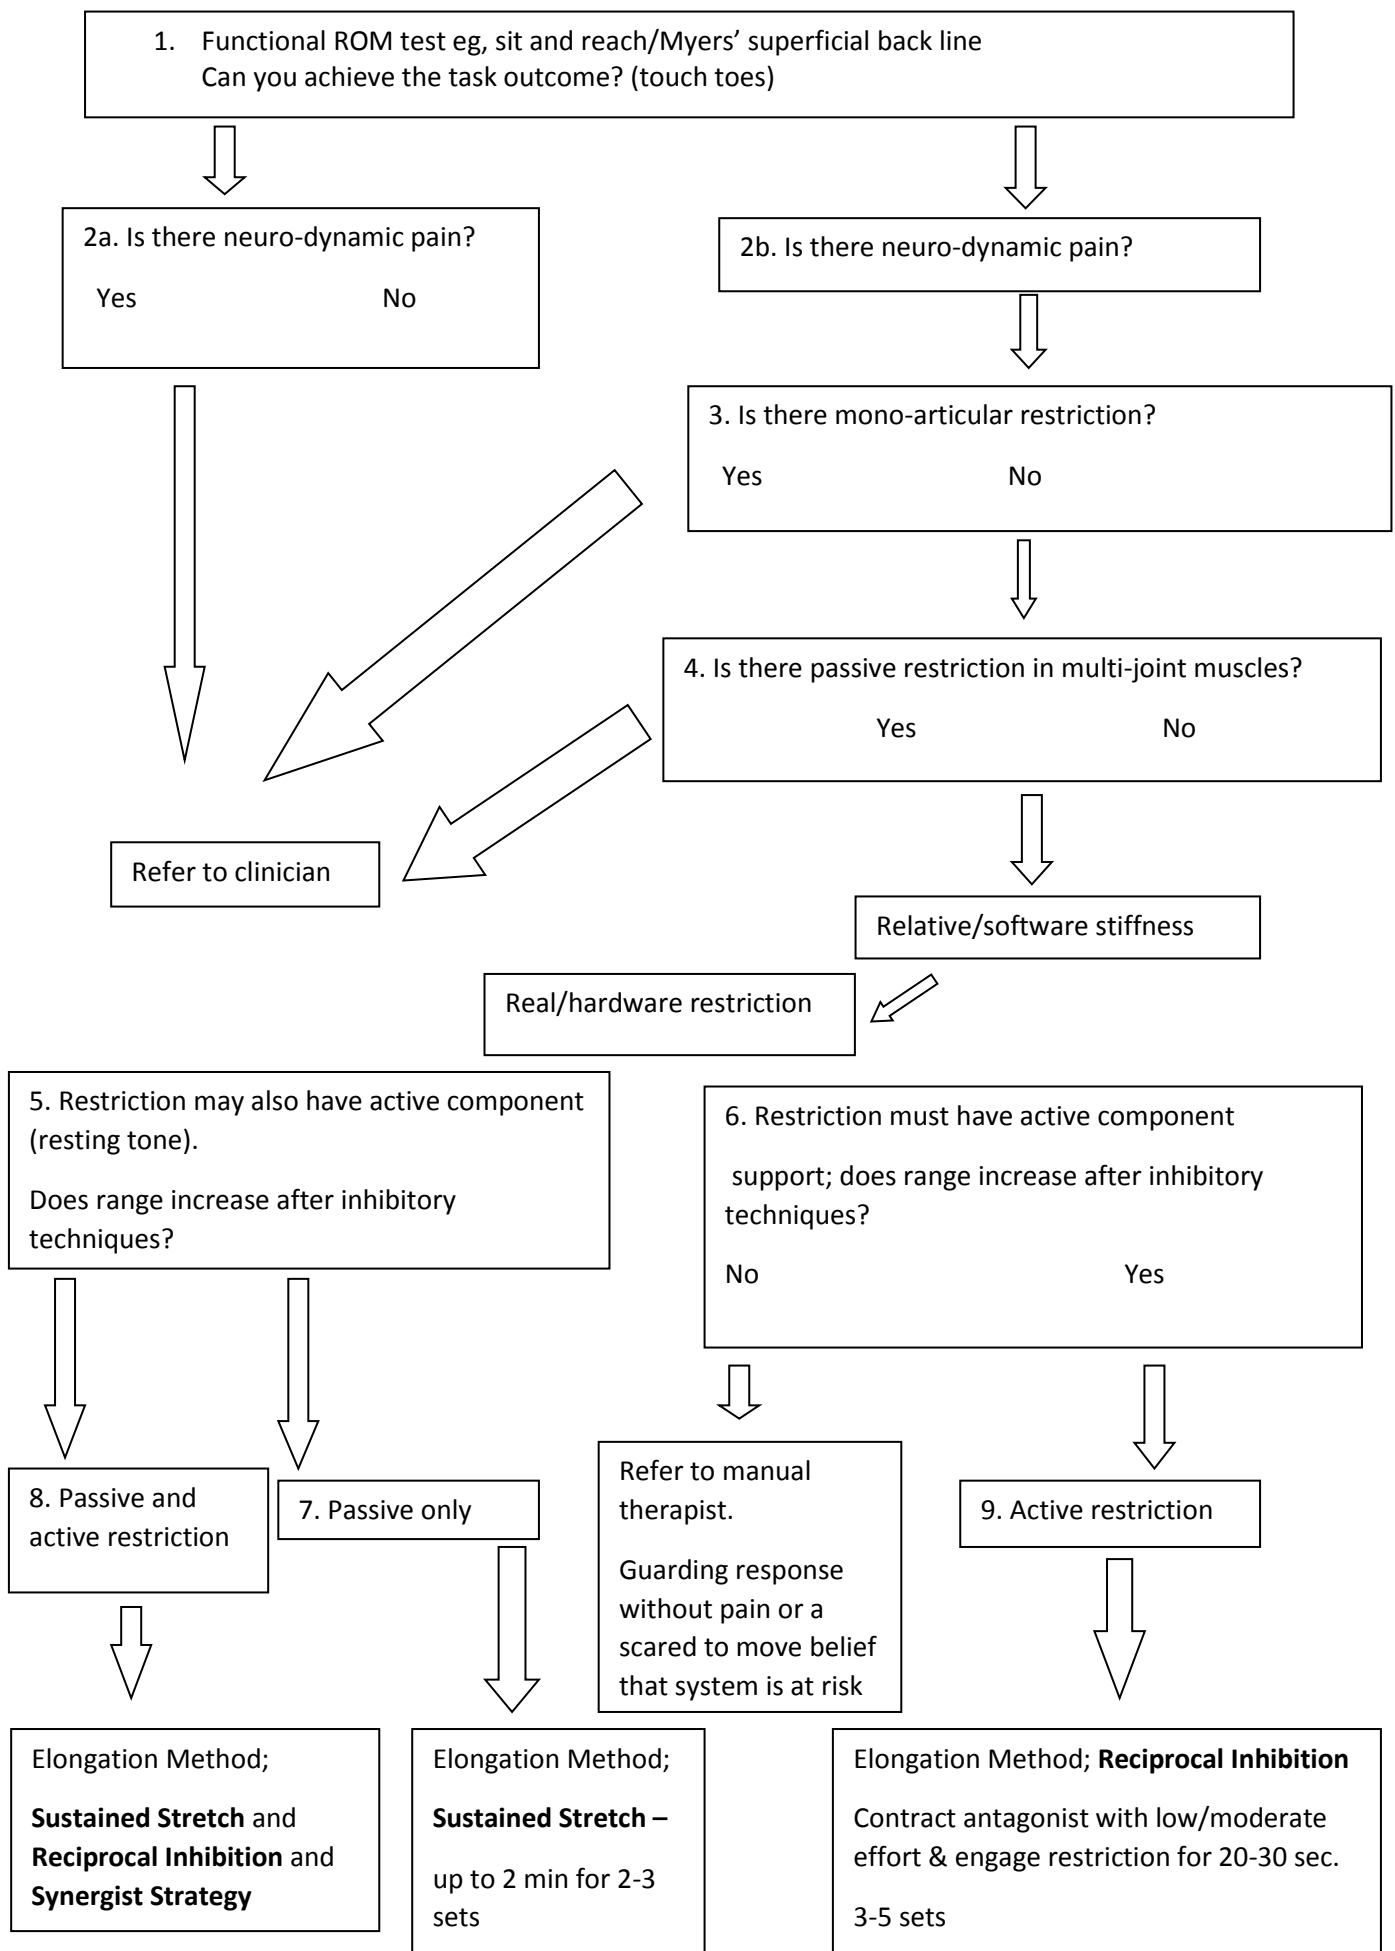 1. Functional ROM test eg, sit and reach/Myers' superficial back line
Can you achieve the task outcome? (touch toes)
2a. Is there neuro-dynamic pain?
Yes No
2b. Is there neuro-dynamic pain?
3. Is there mono-articular restriction?
Yes No
4. Is there passive restriction in multi-joint muscles?
Yes No
Refer to clinician
Relative/software stiffness
Real/hardware restriction
5. Restriction may also have active component
(resting tone).
Does range increase after inhibitory
techniques?
6. Restriction must have active component
support; does range increase after inhibitory
techniques?
No Yes
8. Passive and
active restriction
7. Passive only
Refer to manual
therapist.
Guarding response
without pain or a
scared to move belief
that system is at risk
9. Active restriction
Elongation Method;
Sustained Stretch and
Reciprocal Inhibition and
Synergist Strategy
Elongation Method;
Sustained Stretch –
up to 2 min for 2-3
sets
Elongation Method; Reciprocal Inhibition
Contract antagonist with low/moderate
effort & engage restriction for 20-30 sec.
3-5 sets